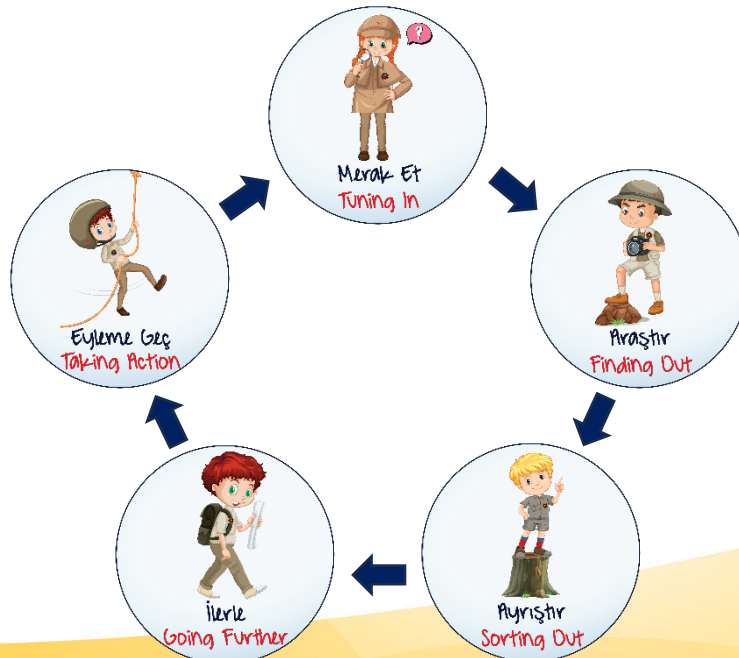 ?
Merak Et
Tuning In
Araştır
Finding Out
Ayrıştır
Sorting Out
İlerle
Going Further
Eyleme Geç
Taking Action